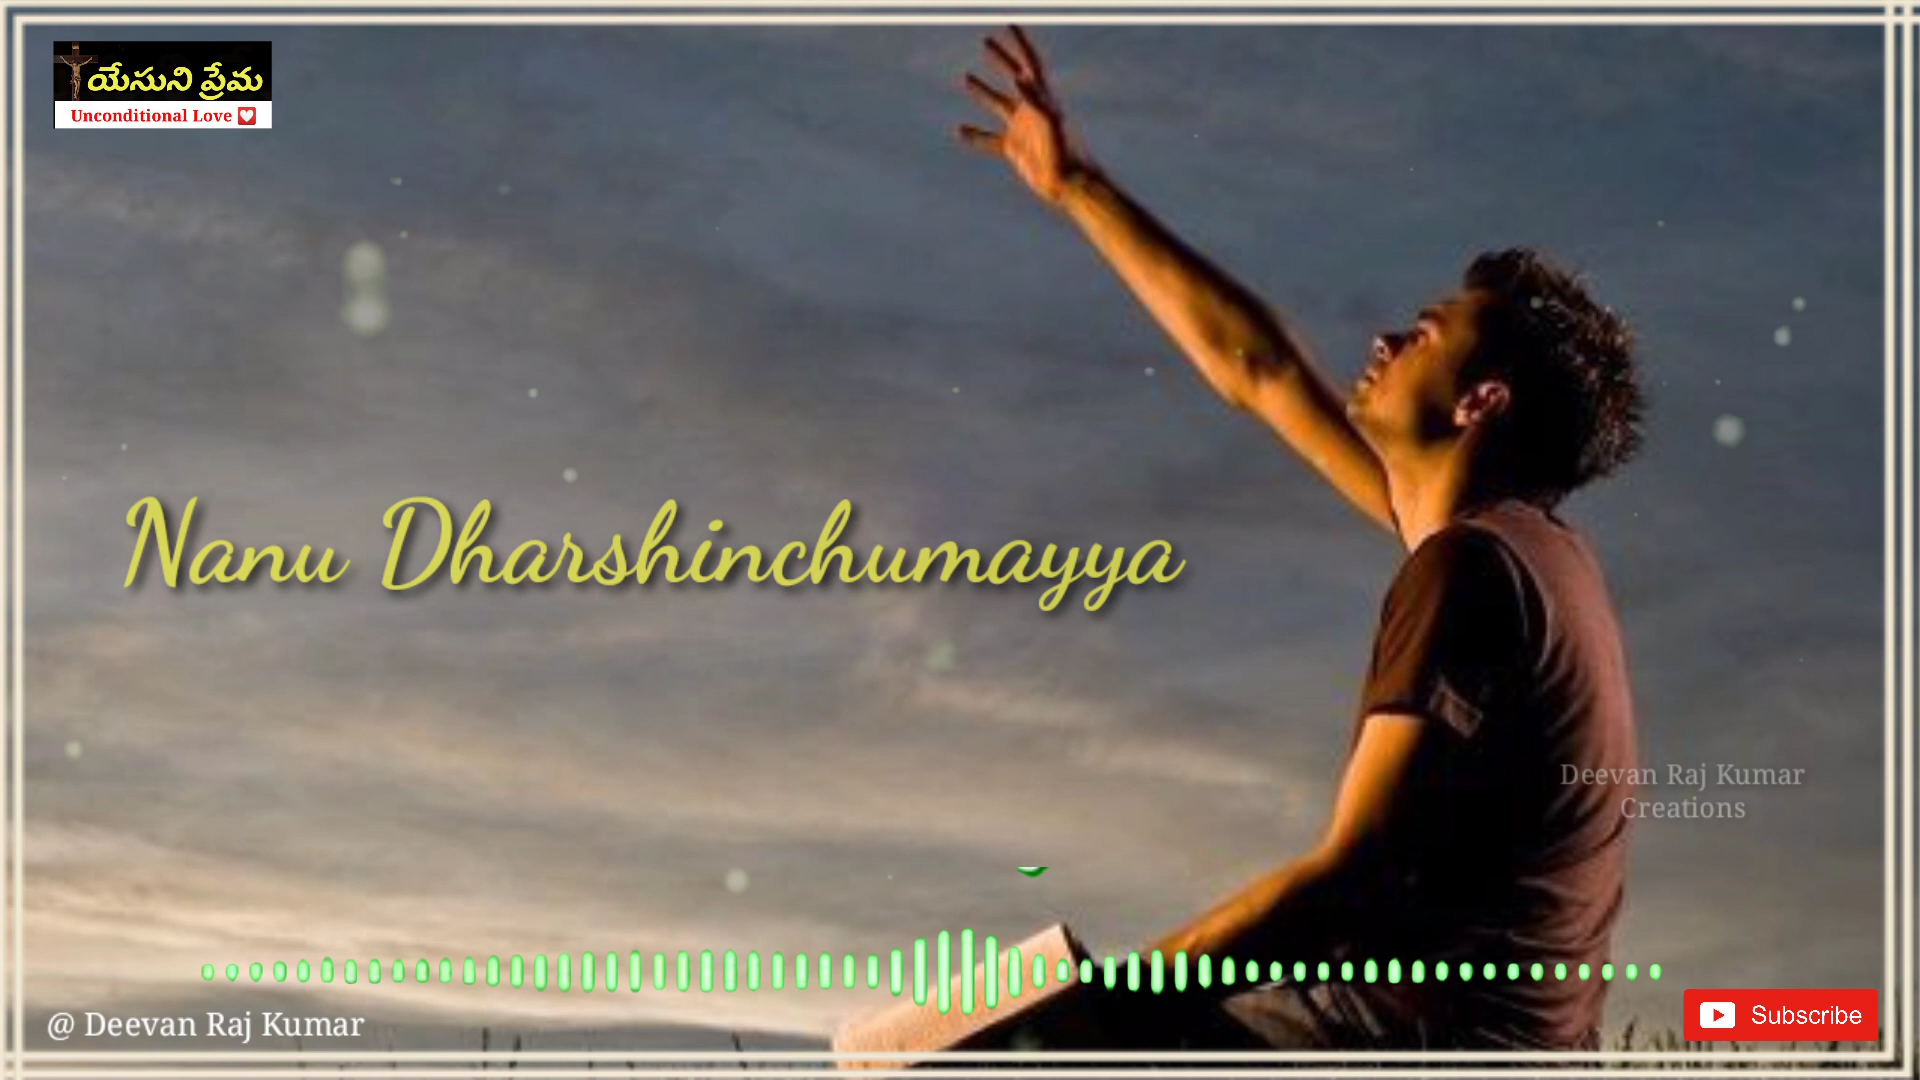 యేసుని ప్రేమ
Unconditional Love
Nanu Dharshinchumayya
Deevan Raj Kumar
Creations
@ Deevan Raj Kumar
Subscribe